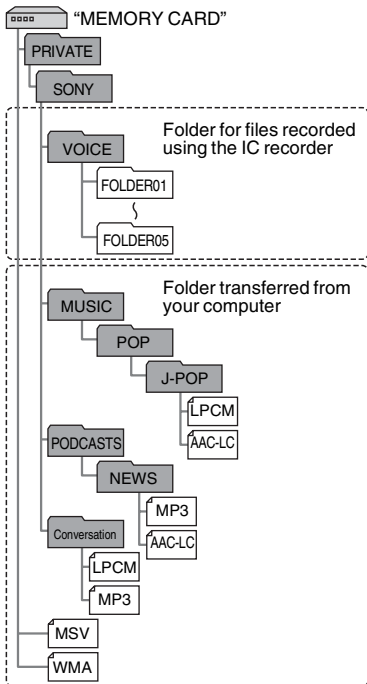 “MEMORY CARD”
PRIVATE
SONY
Folder for files recorded
using the IC recorder
VOICE
FOLDER01
FOLDER05
Folder transferred from
your computer
MUSIC
POP
J-POP
LPCM
AAC-LC
PODCASTS
NEWS
MP3
AAC-LC
Conversation
LPCM
MP3
MSV
WMA